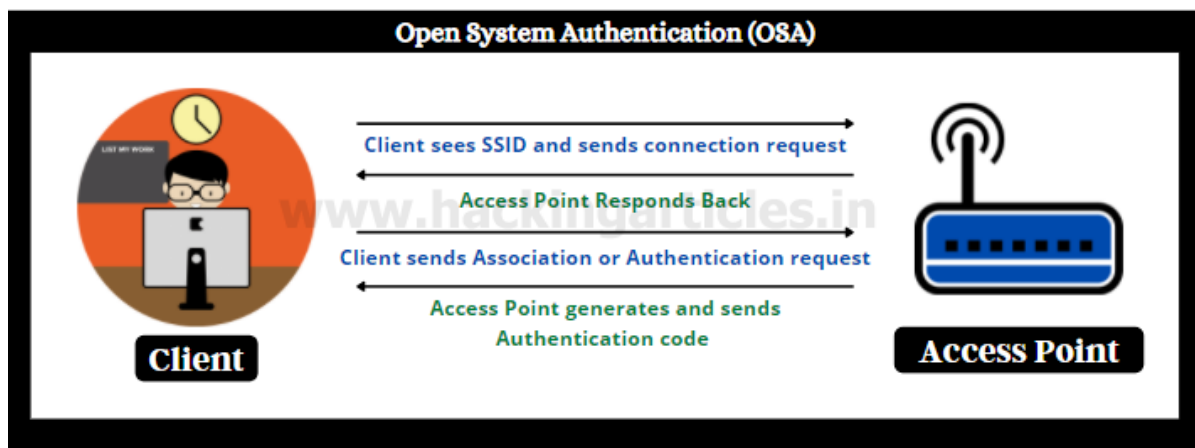 Open System Authentication (OSA)
LIST MY WORK
Client sees SSID and sends connection request
Access Point Responds Back
www.hackingarticles.in
Client sends Association or Authentication request
Access Point generates and sends
Authentication code
Client
Access Point